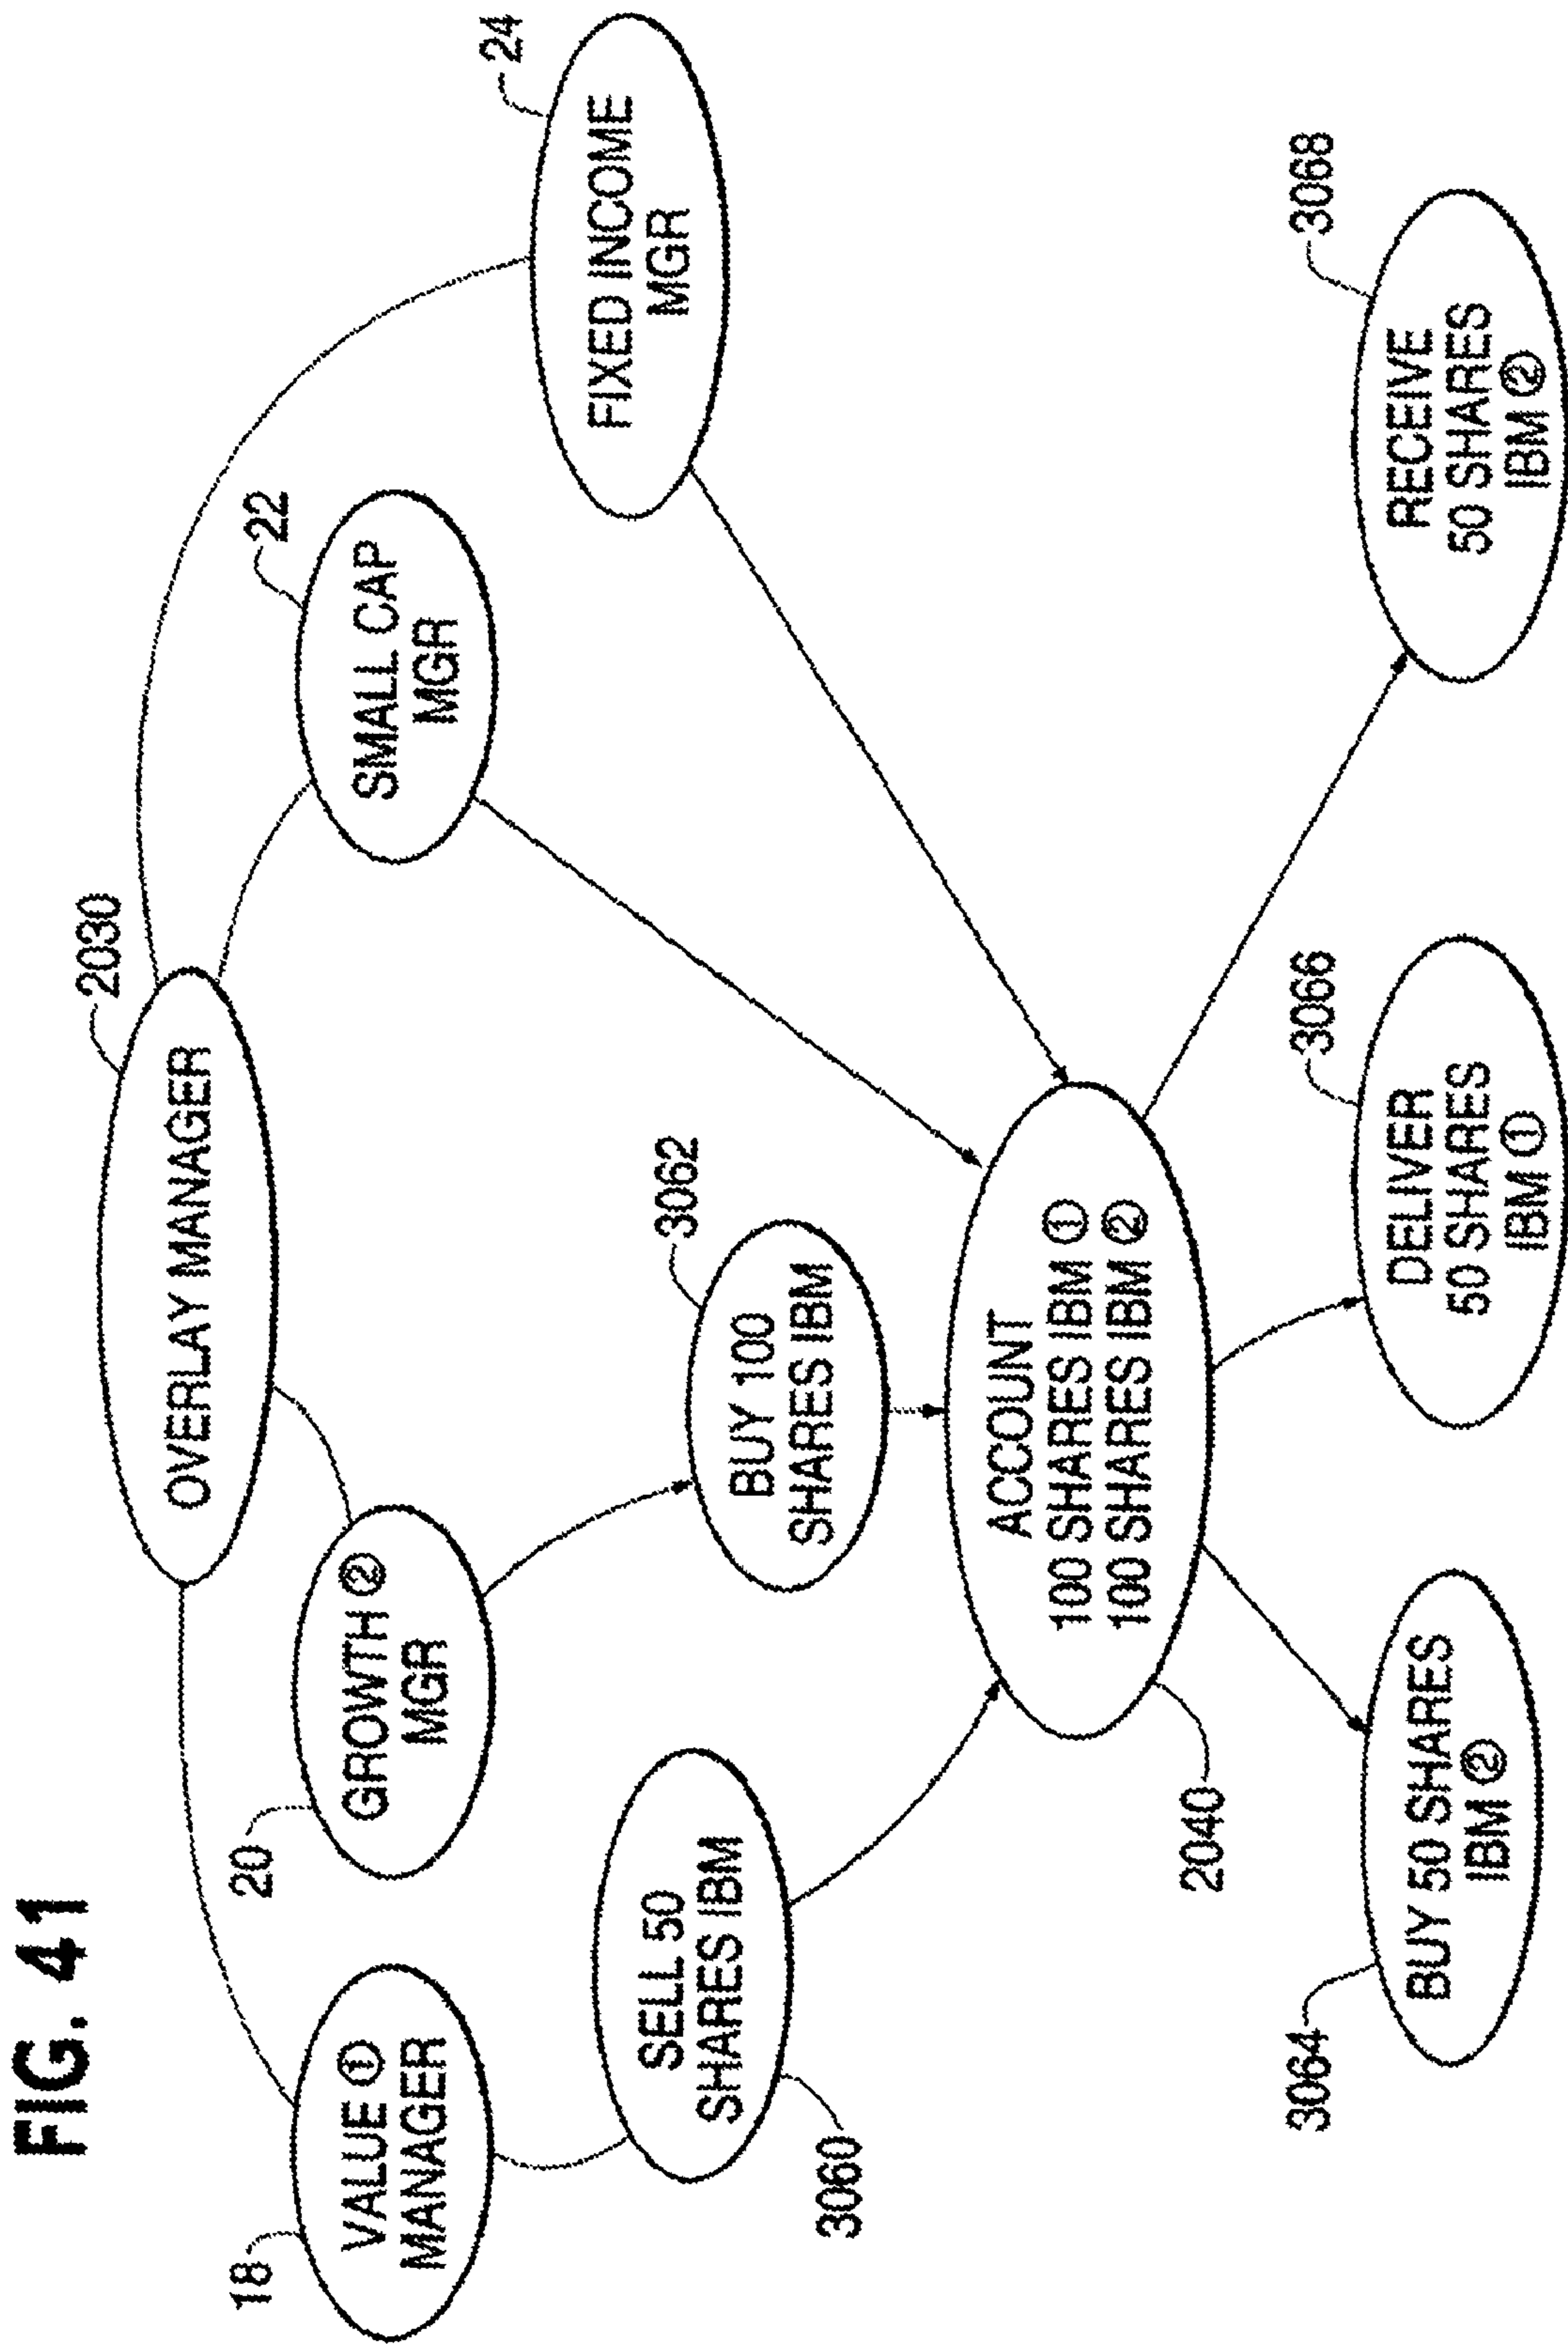 FIG. 41
2030
OVERLAY MANAGER
18
VALUE ①
MANAGER
20
GROWTH ②
MGR
22
SMALL CAP
MGR
24
FIXED INCOME
MGR
3060
SELL 50
SHARES IBM
3062
BUY 100
SHARES IBM
2040
ACCOUNT
100 SHARES IBM ①
100 SHARES IBM ②
3064
BUY 50 SHARES
IBM ②
3066
DELIVER
50 SHARES
IBM ①
3068
RECEIVE
50 SHARES
IBM ②